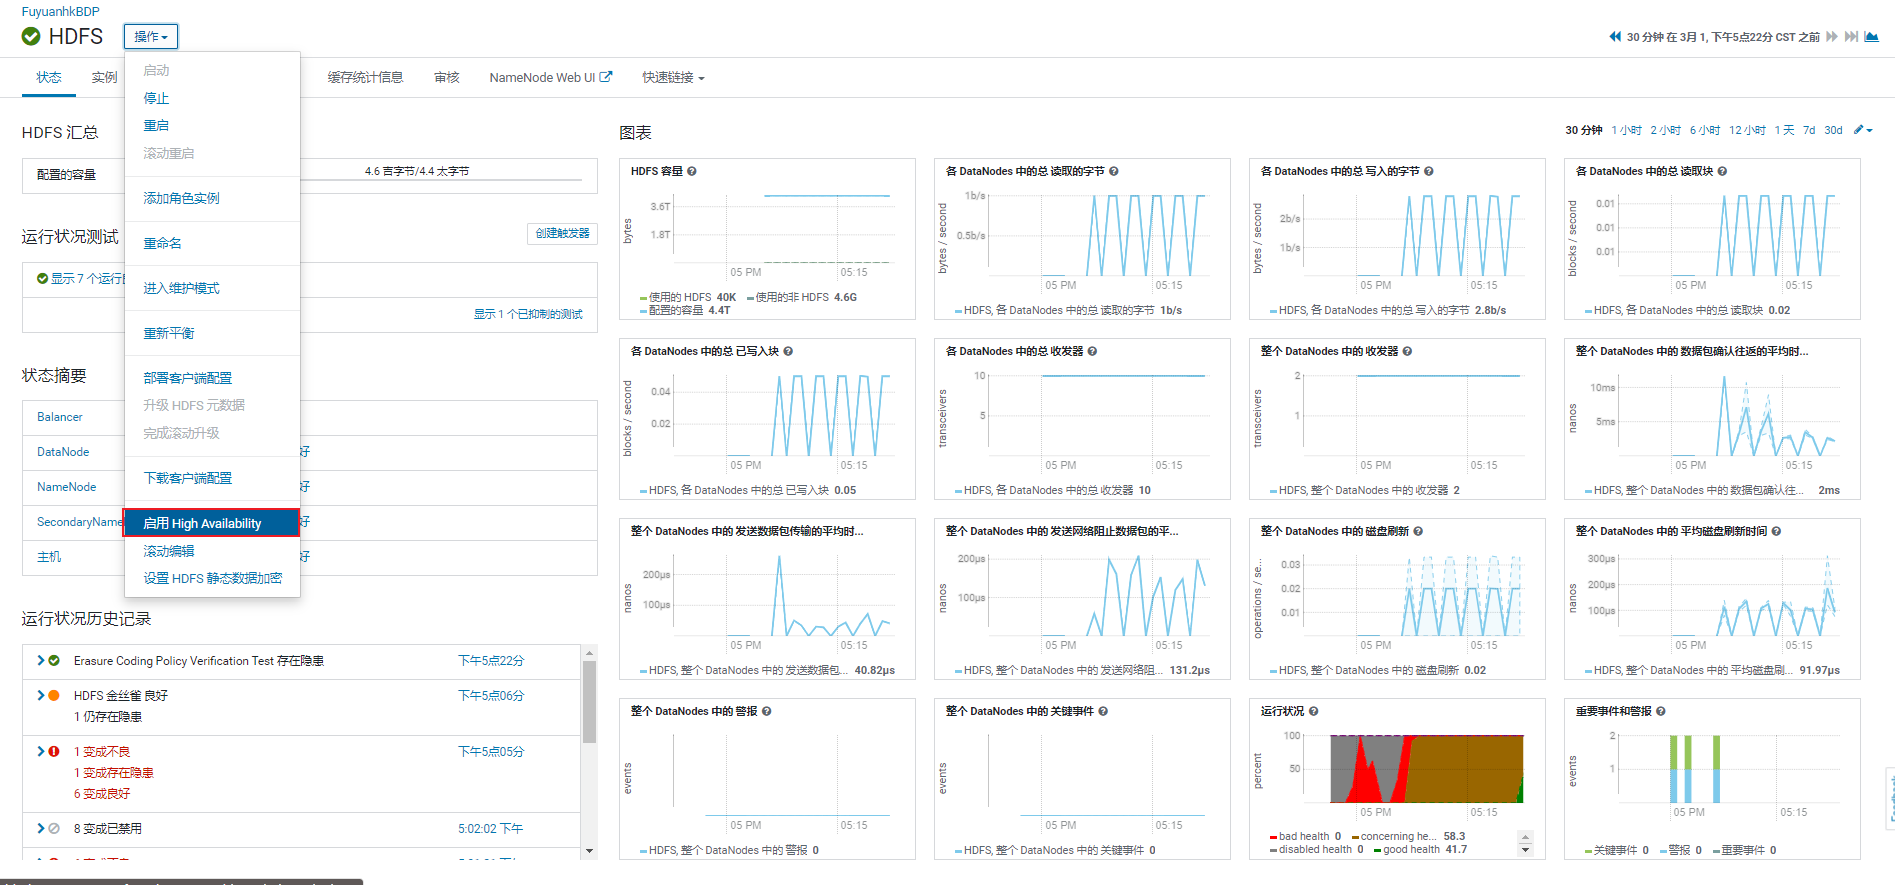 FuyuanhkBDP
HDFS
操作
30 分钟 在 3月 1, 下午5点22分 CST 之前
状态
实例
缓存统计信息
审核
NameNode Web UI
快速链接
启动
停止
重启
滚动重启
添加角色实例
重命名
进入维护模式
重新平衡
部署客户端配置
升级 HDFS 元数据
完成滚动升级
下载客户端配置
启用 High Availability
滚动编辑
设置 HDFS 静态数据加密
HDFS 汇总
配置的容量
4.6 吉字节/4.4 太字节
运行状况测试
创建触发器
显示 7 个运行
显示 1 个已抑制的测试
状态摘要
Balancer
DataNode
好
NameNode
好
SecondaryName
好
主机
好
运行状况历史记录
Erasure Coding Policy Verification Test 存在隐患
下午5点22分
HDFS 金丝雀 良好
下午5点06分
1 仍存在隐患
1 变成不良
下午5点05分
1 变成存在隐患
6 变成良好
8 变成已禁用
5:02:02 下午
图表
30 分钟 1 小时 2 小时 6 小时 12 小时 1 天 7d 30d
HDFS 容量
bytes
3.6T
1.8T
05 PM
05:15
使用的 HDFS 40K
使用的非 HDFS 4.6G
配置的容量 4.4T
各 DataNodes 中的总 读取的字节
bytes / second
1b/s
0.5b/s
05 PM
05:15
HDFS, 各 DataNodes 中的总 读取的字节 1b/s
各 DataNodes 中的总 写入的字节
bytes / second
2b/s
1b/s
05 PM
05:15
HDFS, 各 DataNodes 中的总 写入的字节 2.8b/s
各 DataNodes 中的总 读取块
blocks / second
0.01
0.01
0.01
05 PM
05:15
HDFS, 各 DataNodes 中的总 读取块 0.02
各 DataNodes 中的总 已写入块
blocks / second
0.04
0.02
05 PM
05:15
HDFS, 各 DataNodes 中的总 已写入块 0.05
各 DataNodes 中的总 收发器
transceivers
10
5
05 PM
05:15
HDFS, 各 DataNodes 中的总 收发器 10
整个 DataNodes 中的 收发器
transceivers
2
1
05 PM
05:15
HDFS, 整个 DataNodes 中的 收发器 2
整个 DataNodes 中的 数据包确认往返的平均时...
nanos
10ms
5ms
05 PM
05:15
HDFS, 整个 DataNodes 中的 数据包确认往... 2ms
整个 DataNodes 中的 发送数据包传输的平均时...
nanos
200µs
100µs
05 PM
05:15
HDFS, 整个 DataNodes 中的 发送数据包... 40.82µs
整个 DataNodes 中的 发送网络阻止数据包的平...
nanos
200µs
100µs
05 PM
05:15
HDFS, 整个 DataNodes 中的 发送网络阻... 131.2µs
整个 DataNodes 中的 磁盘刷新
operations / se...
0.03
0.02
0.01
05 PM
05:15
HDFS, 整个 DataNodes 中的 磁盘刷新 0.02
整个 DataNodes 中的 平均磁盘刷新时间
nanos
300µs
200µs
100µs
05 PM
05:15
HDFS, 整个 DataNodes 中的 平均磁盘刷... 91.97µs
整个 DataNodes 中的 警报
events
05 PM
05:15
HDFS, 整个 DataNodes 中的 警报 0
整个 DataNodes 中的 关键事件
events
05 PM
05:15
HDFS, 整个 DataNodes 中的 关键事件 0
运行状况
percent
100
50
05 PM
05:15
bad health 0
concerning he... 58.3
disabled health 0
good health 41.7
重要事件和警报
events
2
1
05 PM
05:15
关键事件 0
警报 0
重要事件 0